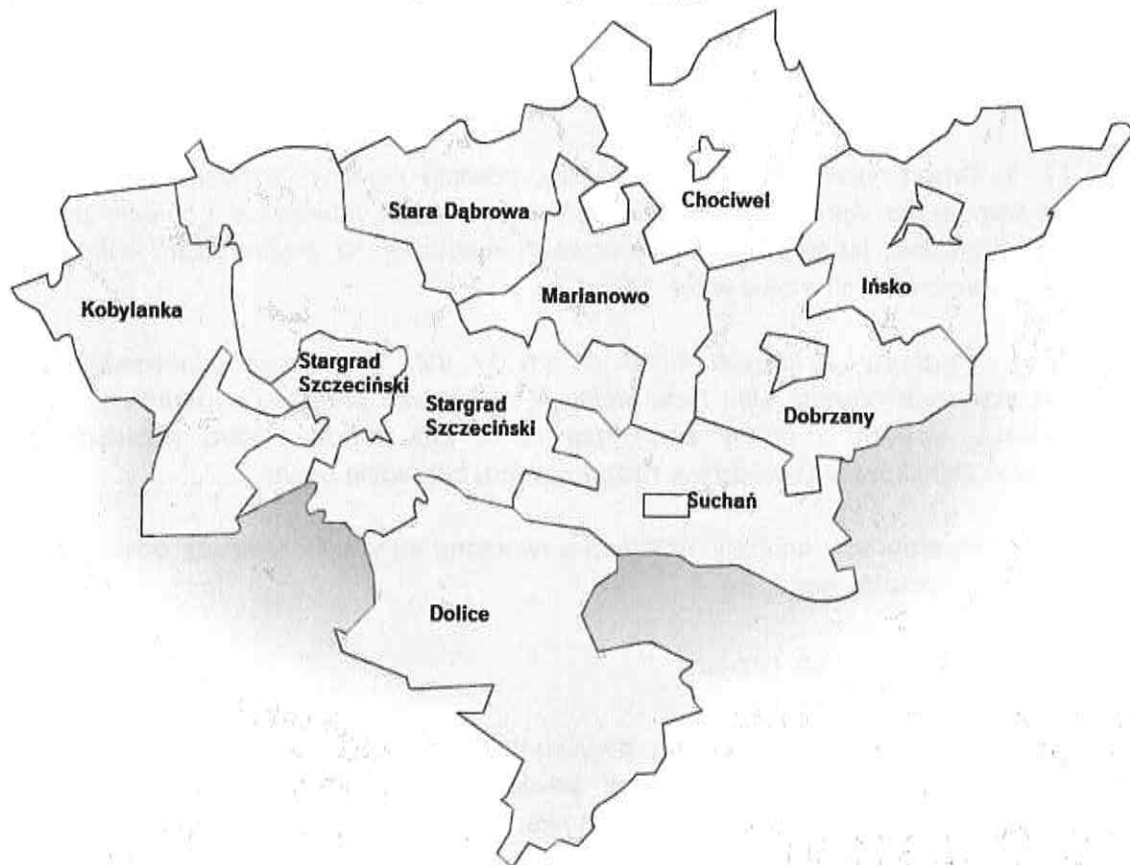 Chociwel
Stara Dąbrowa
Ińsko
Marianowo
Kobylanka
Stargrad
Szczeciński
Stargrad
Szczeciński
Dobrzany
Suchań
Dolice